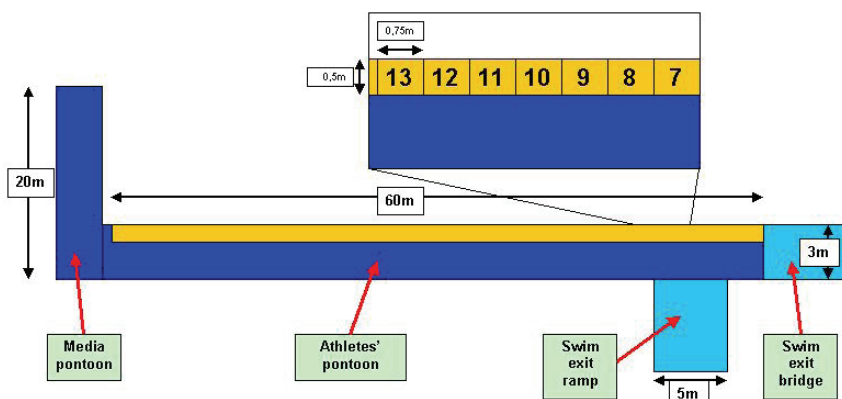 0,75m
0,5m
13 12 11 10 9 8 7
20m
60m
3m
Media
pontoon
Athletes'
pontoon
Swim
exit
ramp
Swim
exit
bridge
5m